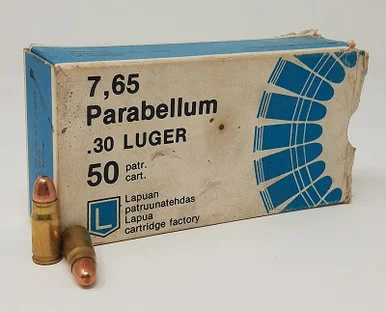 7,65
Parabellum
.30 LUGER
50 patr.
cart.
L
Lapuan
patruunatehdas
Lapua
cartridge factory